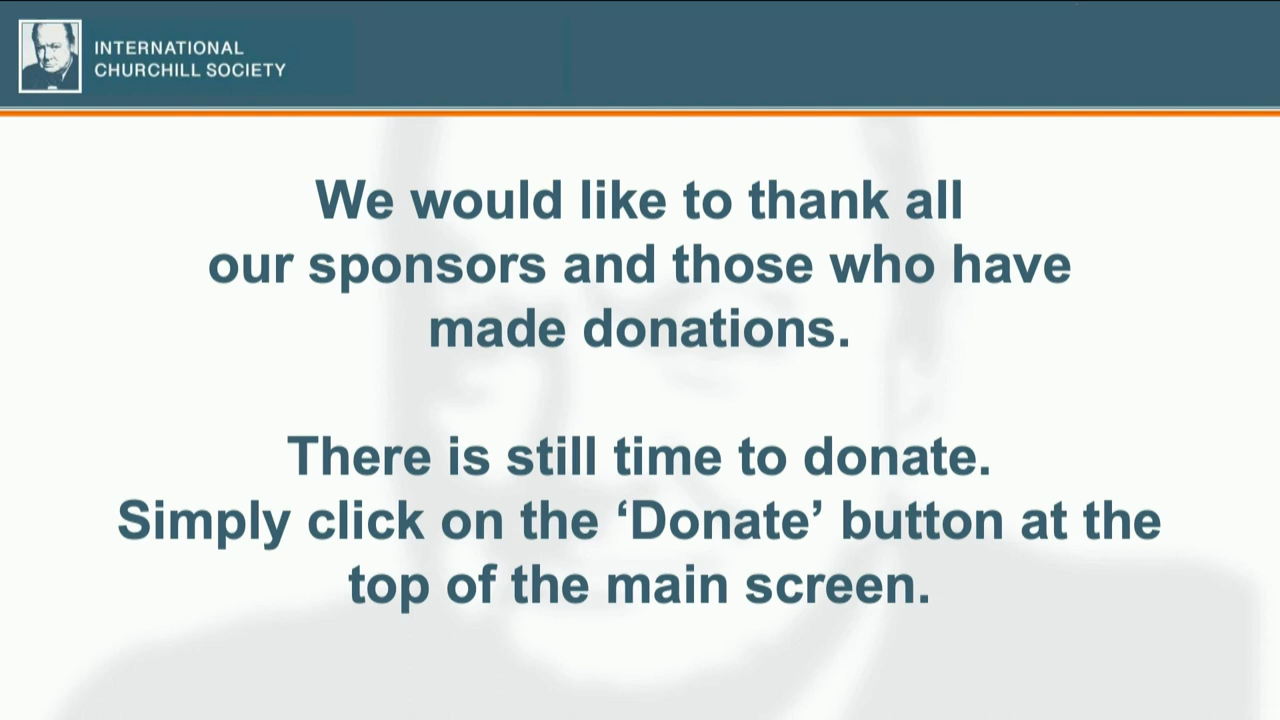 INTERNATIONAL
CHURCHILL SOCIETY
We would like to thank all
our sponsors and those who have
made donations.
There is still time to donate.
Simply click on the ‘Donate’ button at the
top of the main screen.